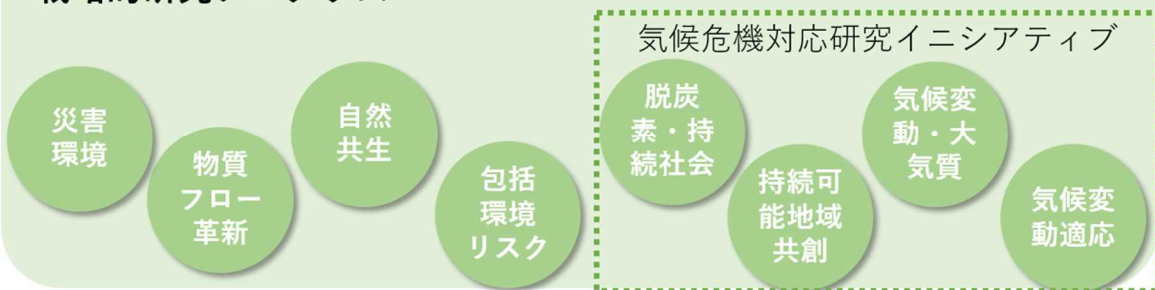 気候危機対応研究イニシアティブ
災害
環境
物質
フロー
革新
自然
共生
包括
環境
リスク
脱炭
素・持
続社会
持続可
能地域
共創
気候変
動・大
気質
気候変
動適応